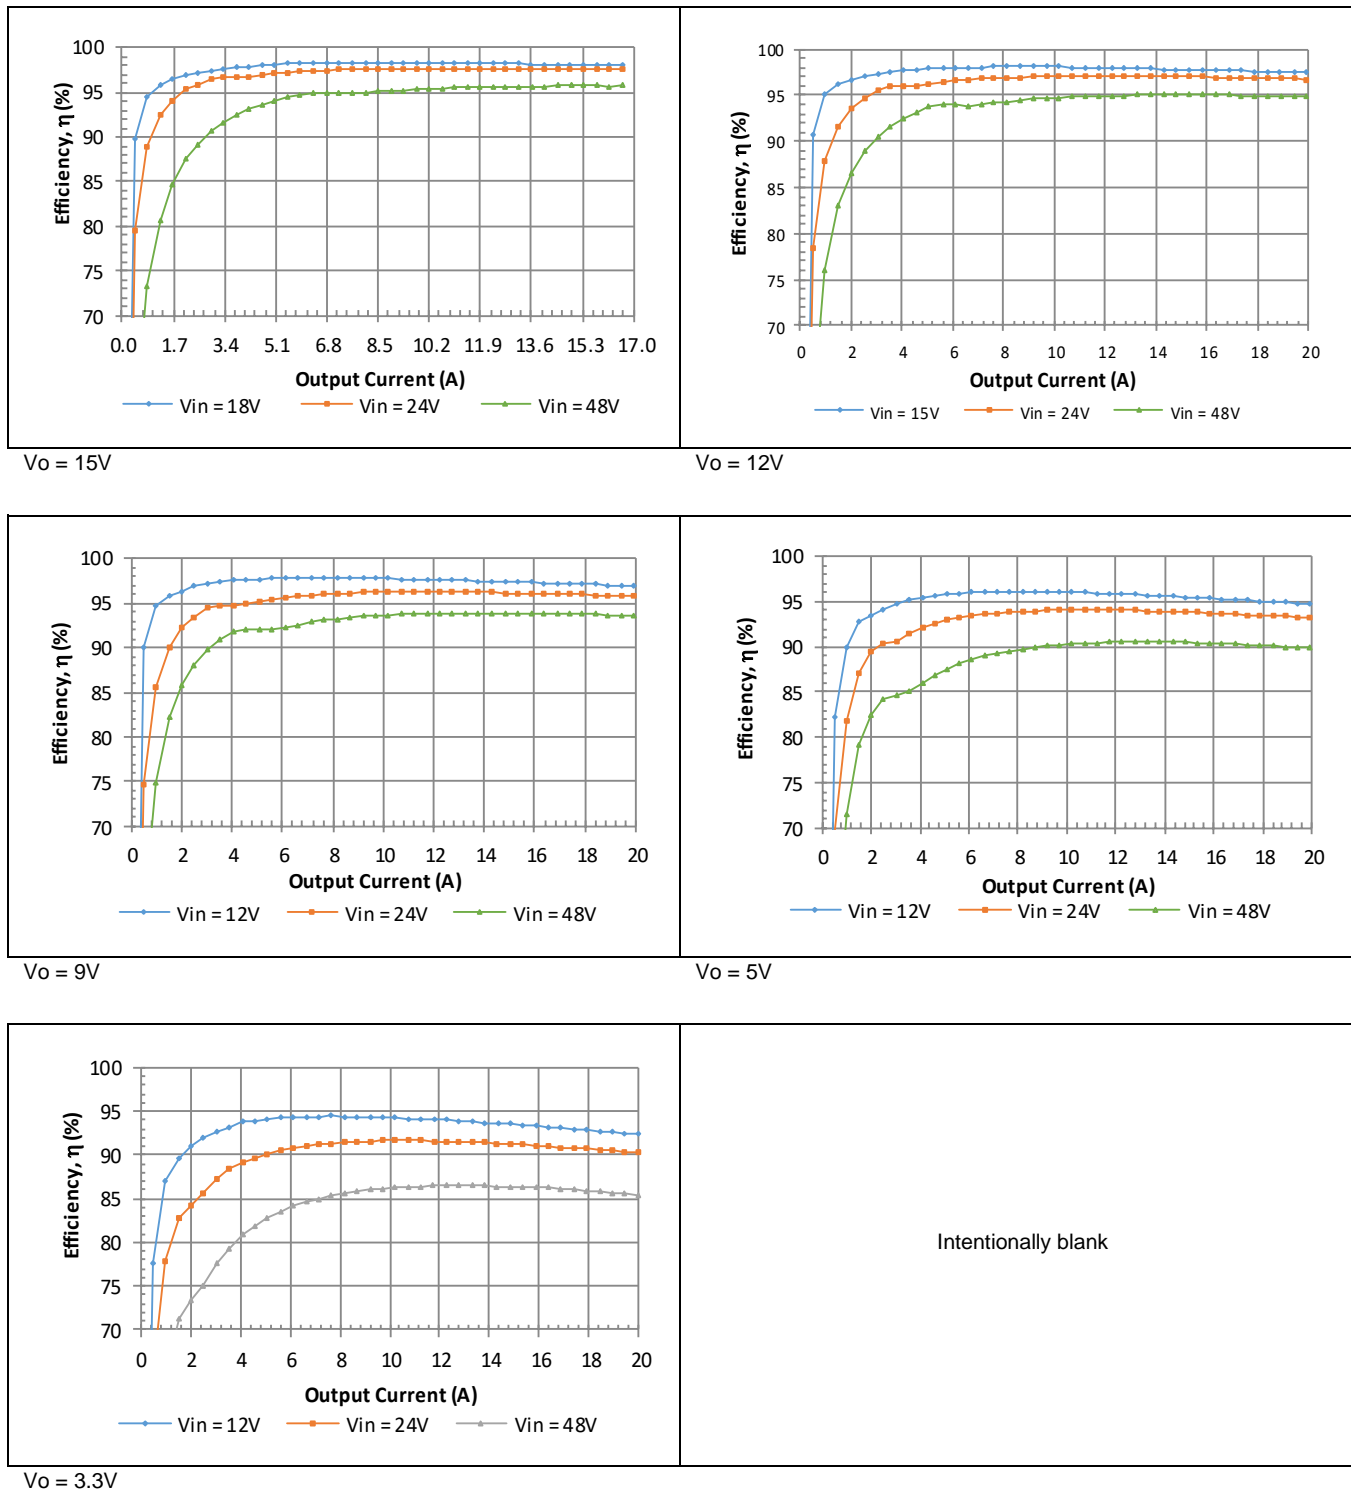 Efficiency, η (%)
100
95
90
85
80
75
70
0.0 1.7 3.4 5.1 6.8 8.5 10.2 11.9 13.6 15.3 17.0
Output Current (A)
Vin = 18V Vin = 24V Vin = 48V
Vo = 15V
Efficiency, η (%)
100
95
90
85
80
75
70
0 2 4 6 8 10 12 14 16 18 20
Output Current (A)
Vin = 15V Vin = 24V Vin = 48V
Vo = 12V
Efficiency, η (%)
100
95
90
85
80
75
70
0 2 4 6 8 10 12 14 16 18 20
Output Current (A)
Vin = 12V Vin = 24V Vin = 48V
Vo = 9V
Efficiency, η (%)
100
95
90
85
80
75
70
0 2 4 6 8 10 12 14 16 18 20
Output Current (A)
Vin = 12V Vin = 24V Vin = 48V
Vo = 5V
Efficiency, η (%)
100
95
90
85
80
75
70
0 2 4 6 8 10 12 14 16 18 20
Output Current (A)
Vin = 12V Vin = 24V Vin = 48V
Vo = 3.3V
Intentionally blank